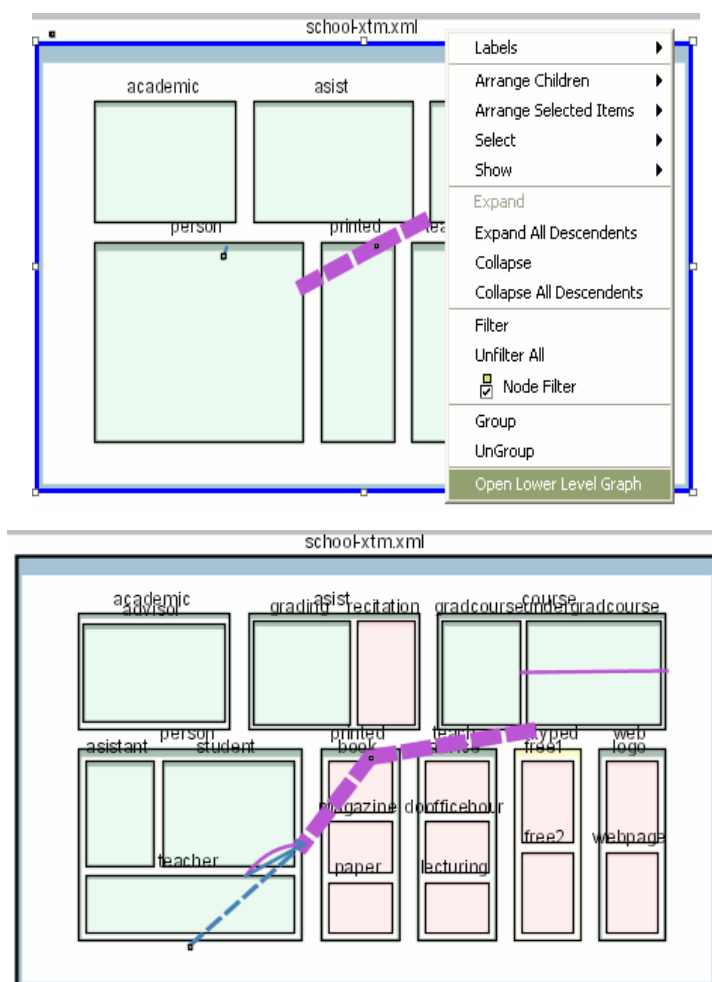 school-xtm.xml
academic
asist
person
printed
Labels
Arrange Children
Arrange Selected Items
Select
Show
Expand
Expand All Descendents
Collapse
Collapse All Descendents
Filter
Unfilter All
Node Filter
Group
UnGroup
Open Lower Level Graph
school-xtm.xml
academic asist course
advisor grading recitation gradcourse undergradcourse
person printed typed web
asistant student book free1 logo
magazine doofficehour
free2 webpage
teacher paper lecturing